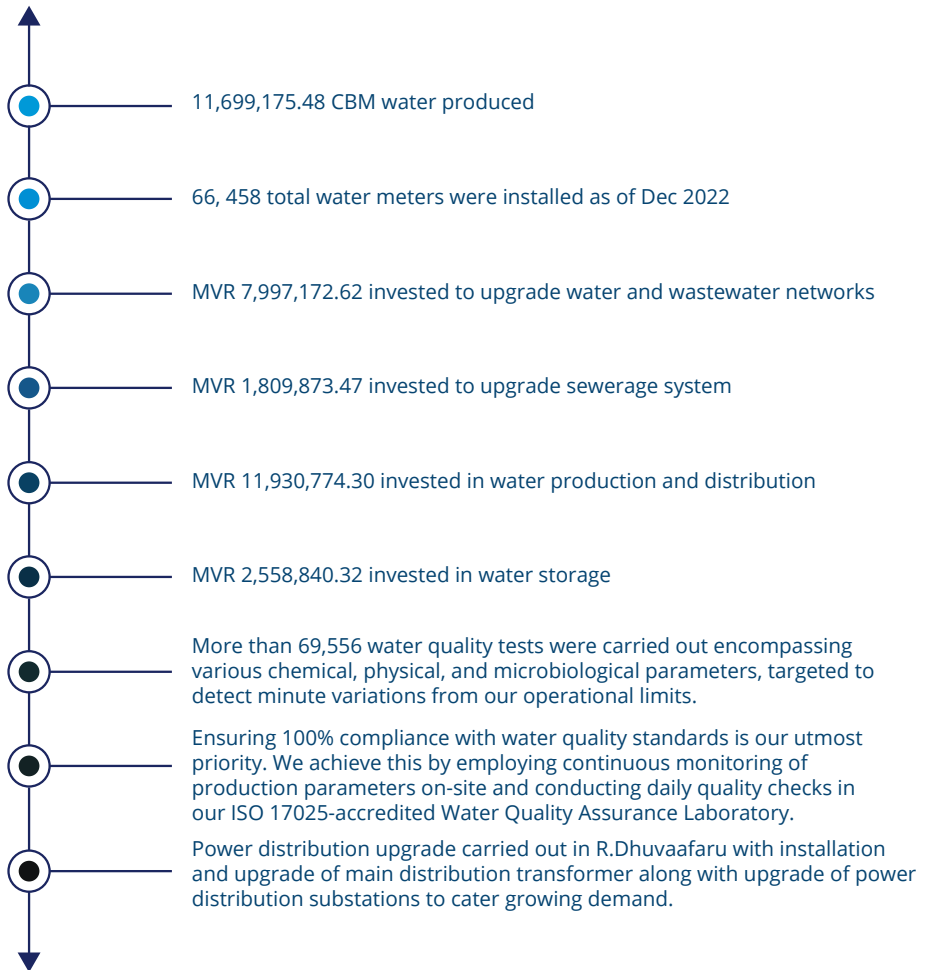 11,699,175.48 CBM water produced
66, 458 total water meters were installed as of Dec 2022
MVR 7,997,172.62 invested to upgrade water and wastewater networks
MVR 1,809,873.47 invested to upgrade sewerage system
MVR 11,930,774.30 invested in water production and distribution
MVR 2,558,840.32 invested in water storage
More than 69,556 water quality tests were carried out encompassing
various chemical, physical, and microbiological parameters, targeted to
detect minute variations from our operational limits.
Ensuring 100% compliance with water quality standards is our utmost
priority. We achieve this by employing continuous monitoring of
production parameters on-site and conducting daily quality checks in
our ISO 17025-accredited Water Quality Assurance Laboratory.
Power distribution upgrade carried out in R.Dhuvaafaru with installation
and upgrade of main distribution transformer along with upgrade of power
distribution substations to cater growing demand.